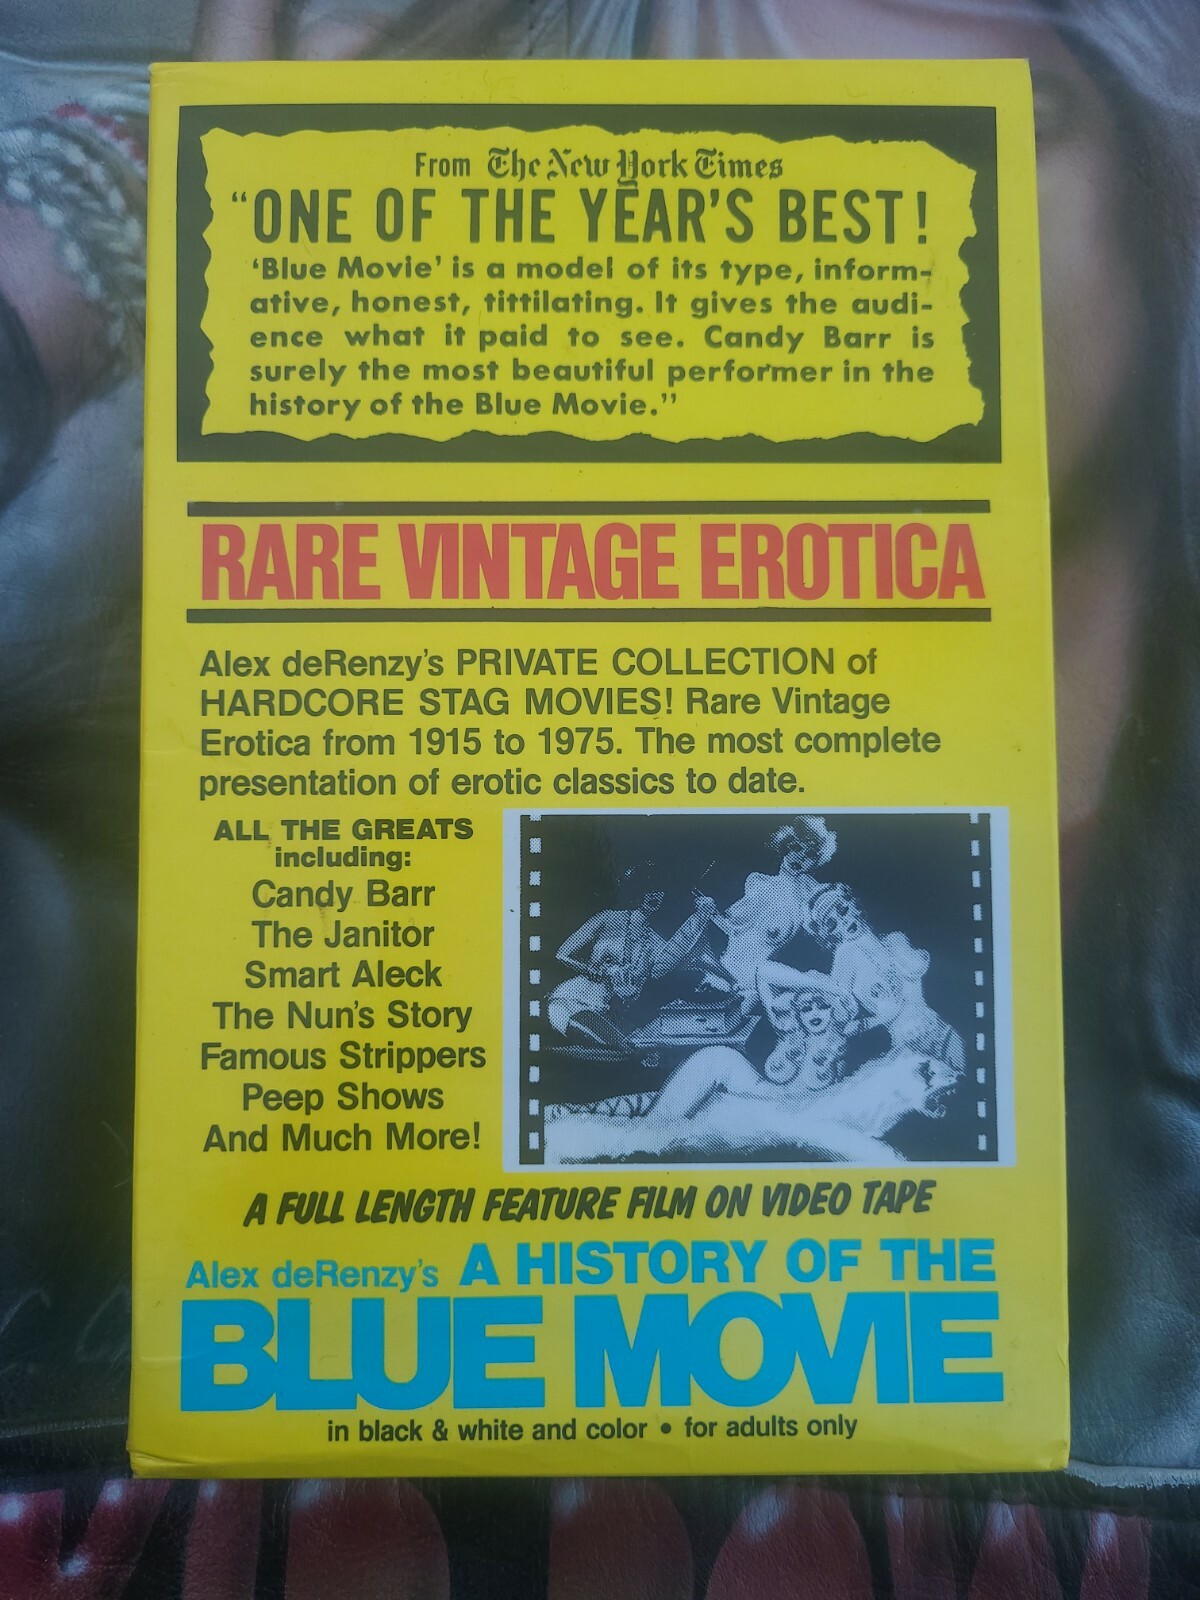 From The New York Times
"ONE OF THE YEAR'S BEST!
'Blue Movie' is a model of its type, inform-
ative, honest, tittilating. It gives the audi-
ence what it paid to see. Candy Barr is
surely the most beautiful performer in the
history of the Blue Movie."
RARE VINTAGE EROTICA
Alex deRenzy's PRIVATE COLLECTION of
HARDCORE STAG MOVIES! Rare Vintage
Erotica from 1915 to 1975. The most complete
presentation of erotic classics to date.
ALL THE GREATS
including:
Candy Barr
The Janitor
Smart Aleck
The Nun's Story
Famous Strippers
Peep Shows
And Much More!
A FULL LENGTH FEATURE FILM ON VIDEO TAPE
Alex deRenzy's A HISTORY OF THE
BLUE MOVIE
in black & white and color • for adults only